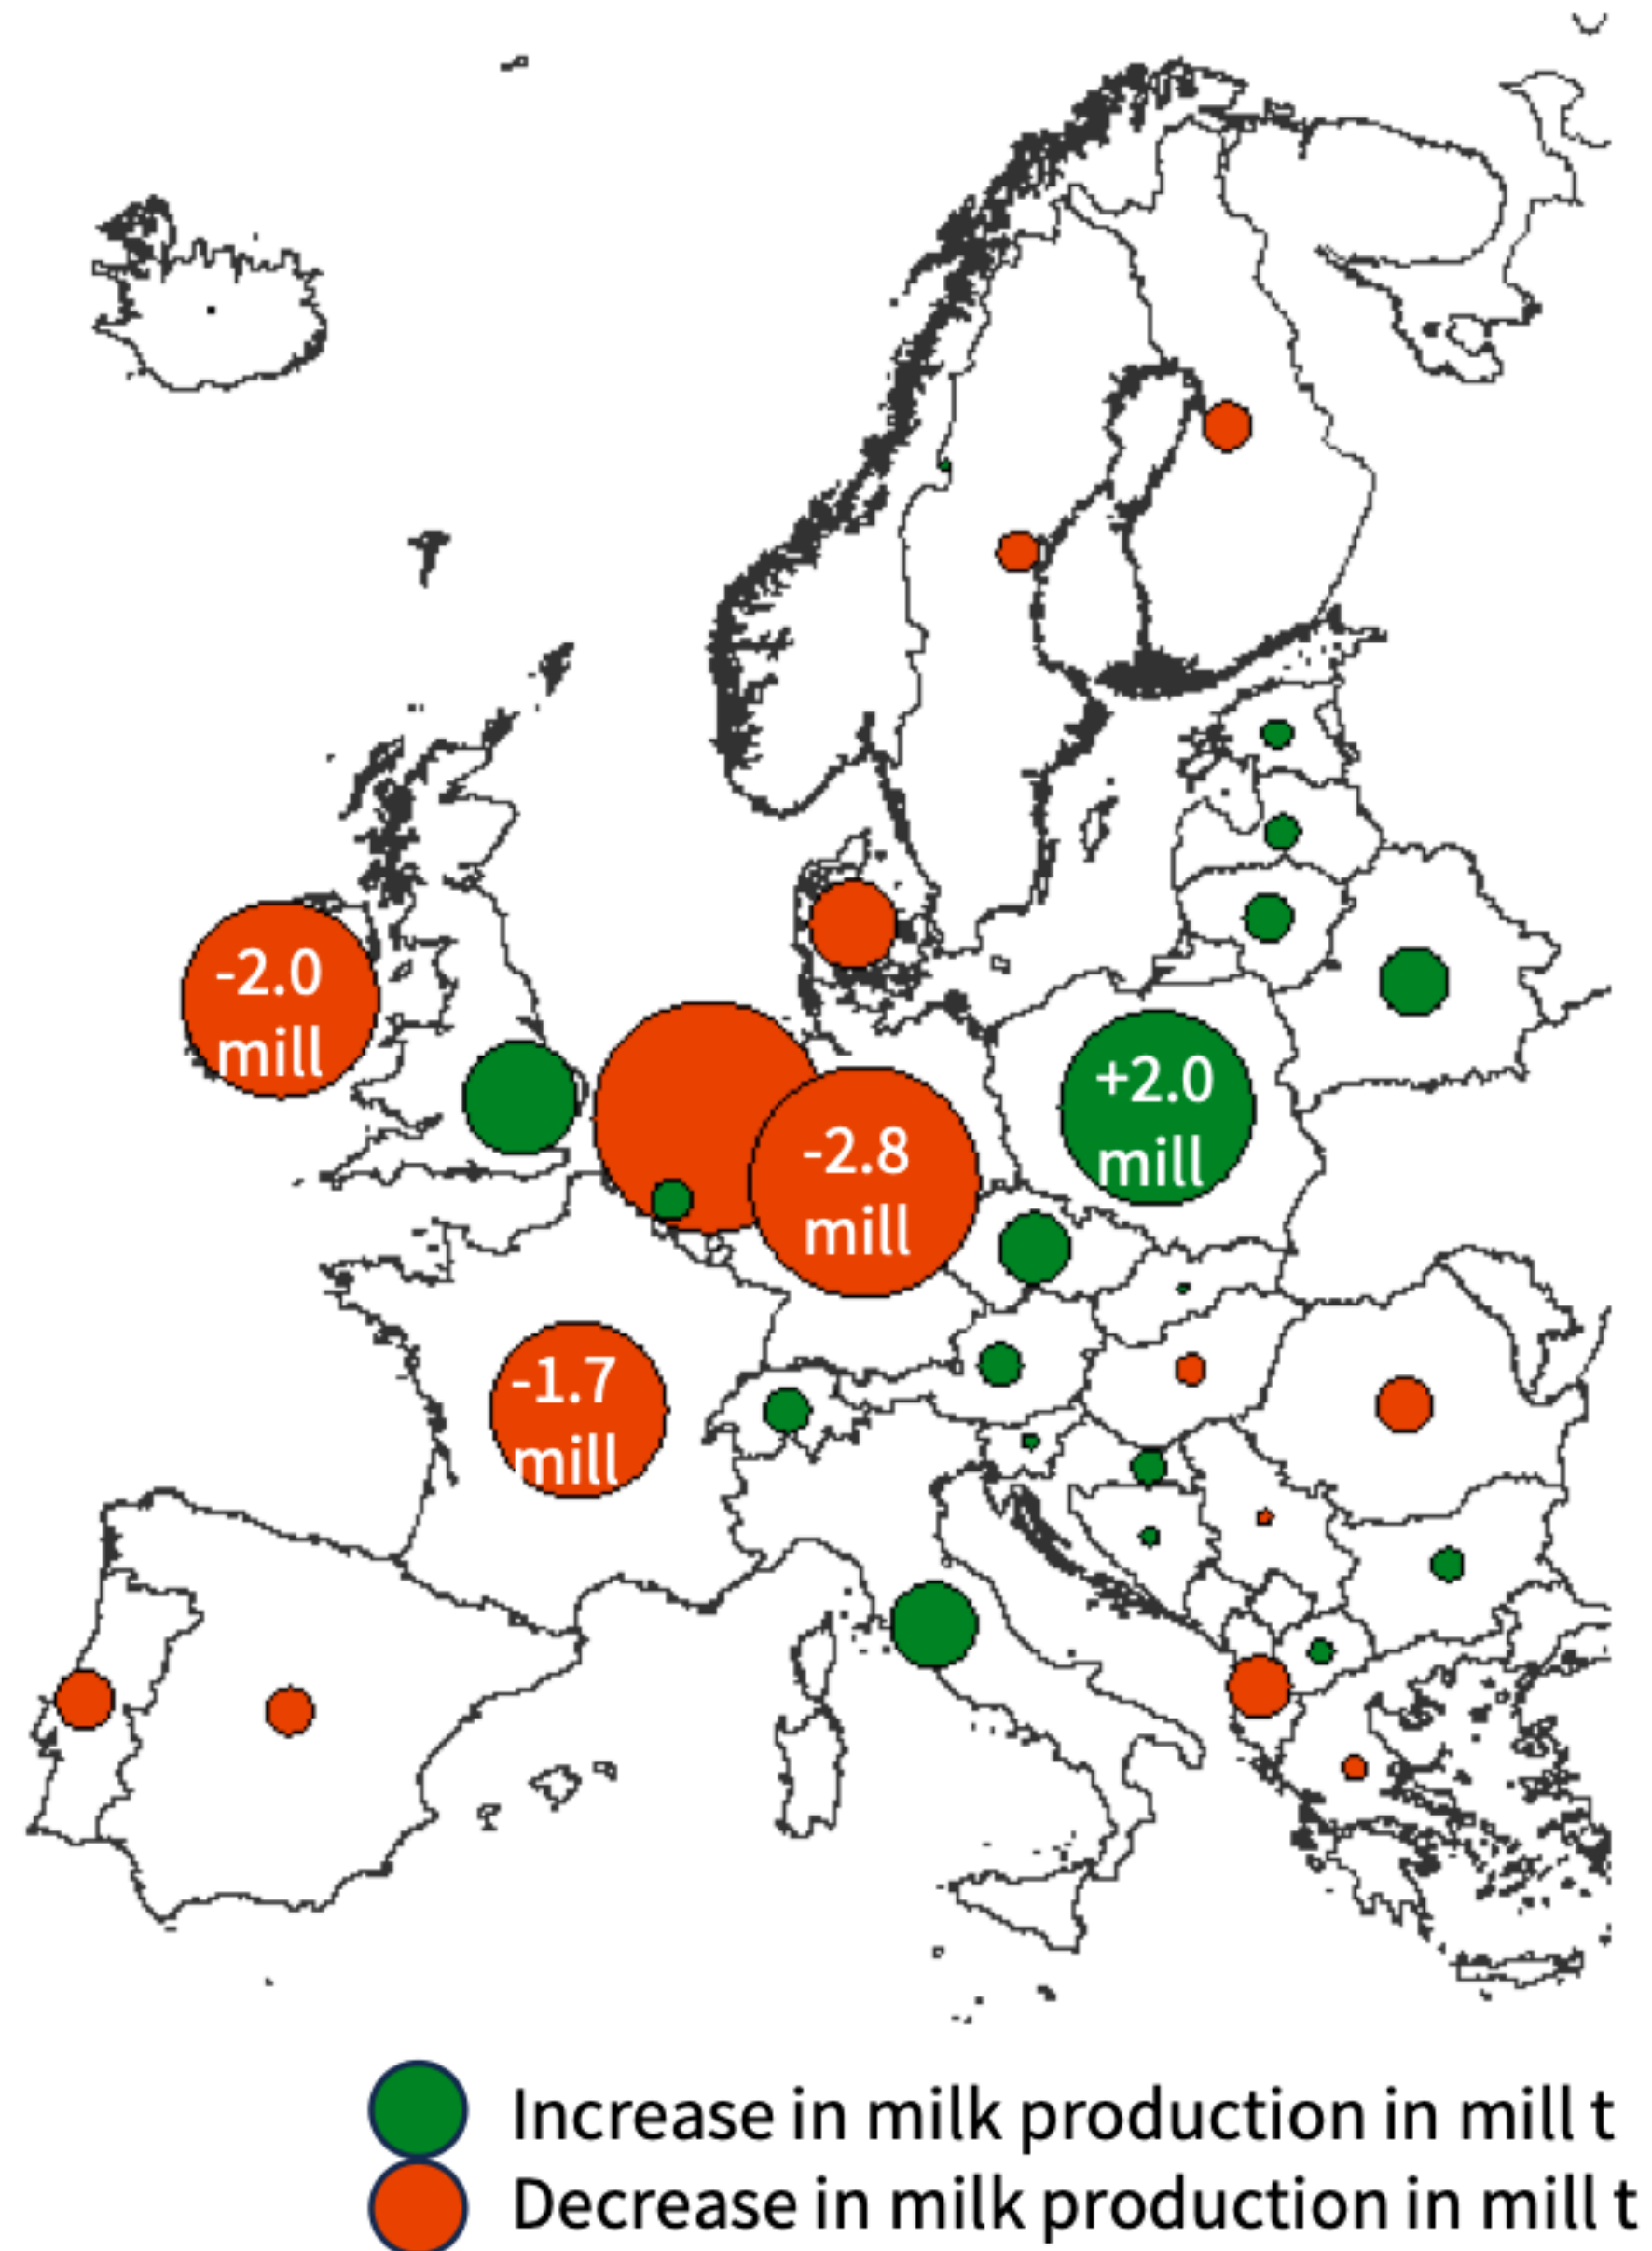 -2.0
mill
+2.0
mill
-2.8
mill
-1.7
mill
Increase in milk production in mill t
Decrease in milk production in mill t